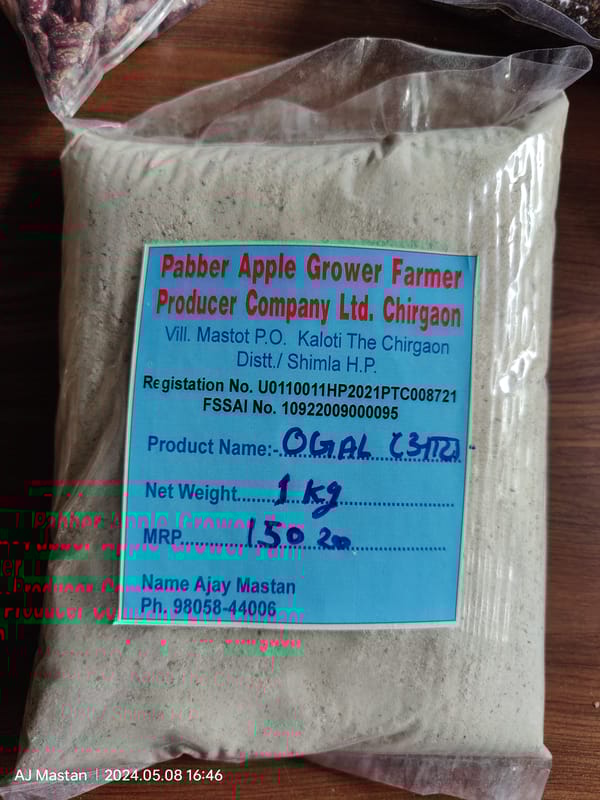 Pabber Apple Grower Farmer
Producer Company Ltd. Chirgaon
Vill. Mastot P.O. Kaloti The Chirgaon
Distt./ Shimla H.P.
Registation No. U0110011HP2021PTC008721
FSSAI No. 10922009000095
Product Name:- OGAL (आटा)
Net Weight........1 kg
MRP..........150 200
Name Ajay Mastan
Ph. 98058-44006
AJ Mastan | 2024.05.08 16:46